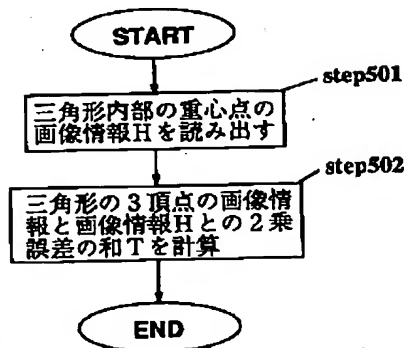 START
step501
三角形内部の重心点の
画像情報Hを読み出す
step502
三角形の3頂点の画像情
報と画像情報Hとの2乗
誤差の和Tを計算
END